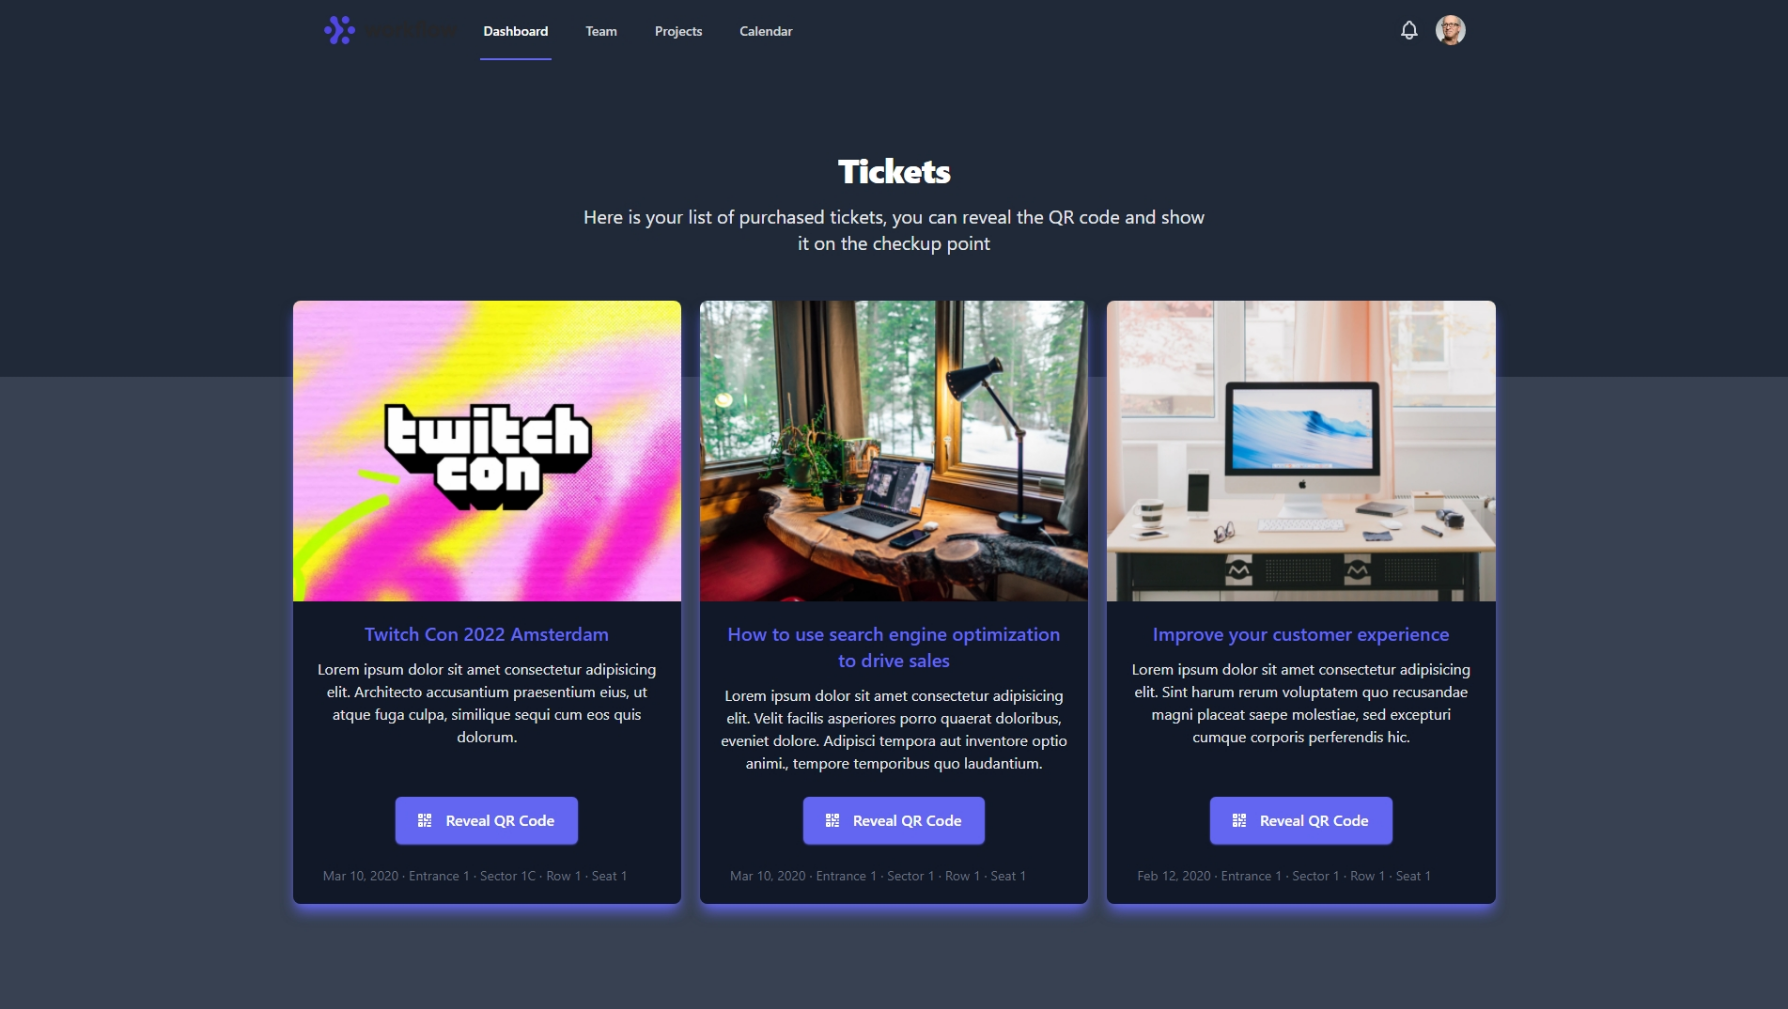 Dashboard
Team
Projects
Calendar
Tickets
Here is your list of purchased tickets, you can reveal the QR code and show
it on the checkup point
twitch
con
Twitch Con 2022 Amsterdam
Lorem ipsum dolor sit amet consectetur adipisicing
elit. Architecto accusantium praesentium eius, ut
atque fuga culpa, similique sequi cum eos quis
dolorum.
Reveal QR Code
Mar 10, 2020 · Entrance 1 · Sector 1C · Row 1 · Seat 1
How to use search engine optimization
to drive sales
Lorem ipsum dolor sit amet consectetur adipisicing
elit. Velit facilis asperiores porro quaerat doloribus,
eveniet dolore. Adipisci tempora aut inventore optio
animi., tempore temporibus quo laudantium.
Reveal QR Code
Mar 10, 2020 · Entrance 1 · Sector 1 · Row 1 · Seat 1
Improve your customer experience
Lorem ipsum dolor sit amet consectetur adipisicing
elit. Sint harum rerum voluptatem quo recusandae
magni placeat saepe molestiae, sed excepturi
cumque corporis perferendis hic.
Reveal QR Code
Feb 12, 2020 · Entrance 1 · Sector 1 · Row 1 · Seat 1